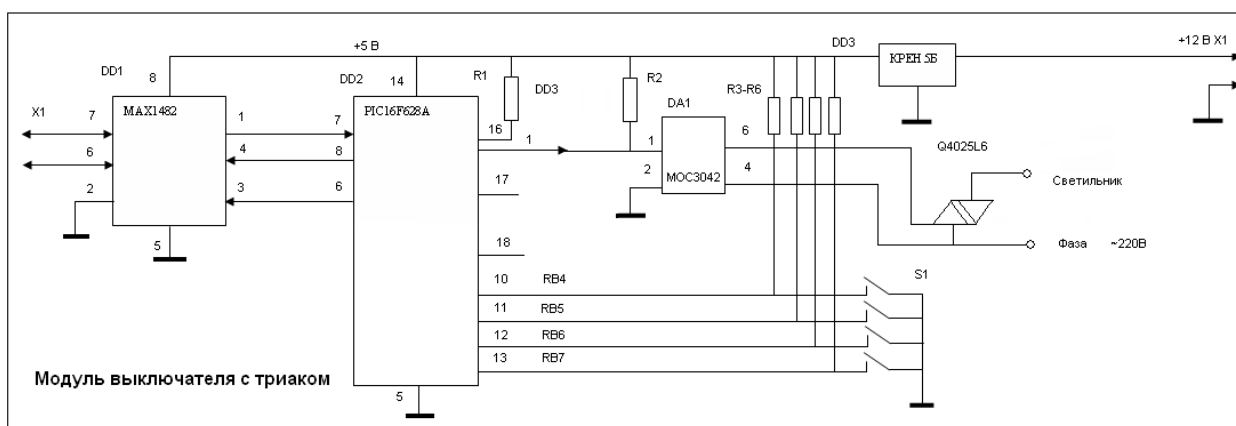 +5 В
DD3
+12 В X1
DD1
8
DD2
14
R1
DD3
R2
R3-R6
КРЕН 5Б
DA1
X1
7
MAX1482
1
7
PIC16F628A
16
1
1
6
Q4025L6
6
4
8
2
MOC3042
4
Светильник
2
3
6
17
5
18
Фаза ~220В
10
RB4
S1
11
RB5
12
RB6
13
RB7
Модуль выключателя с триаком
5